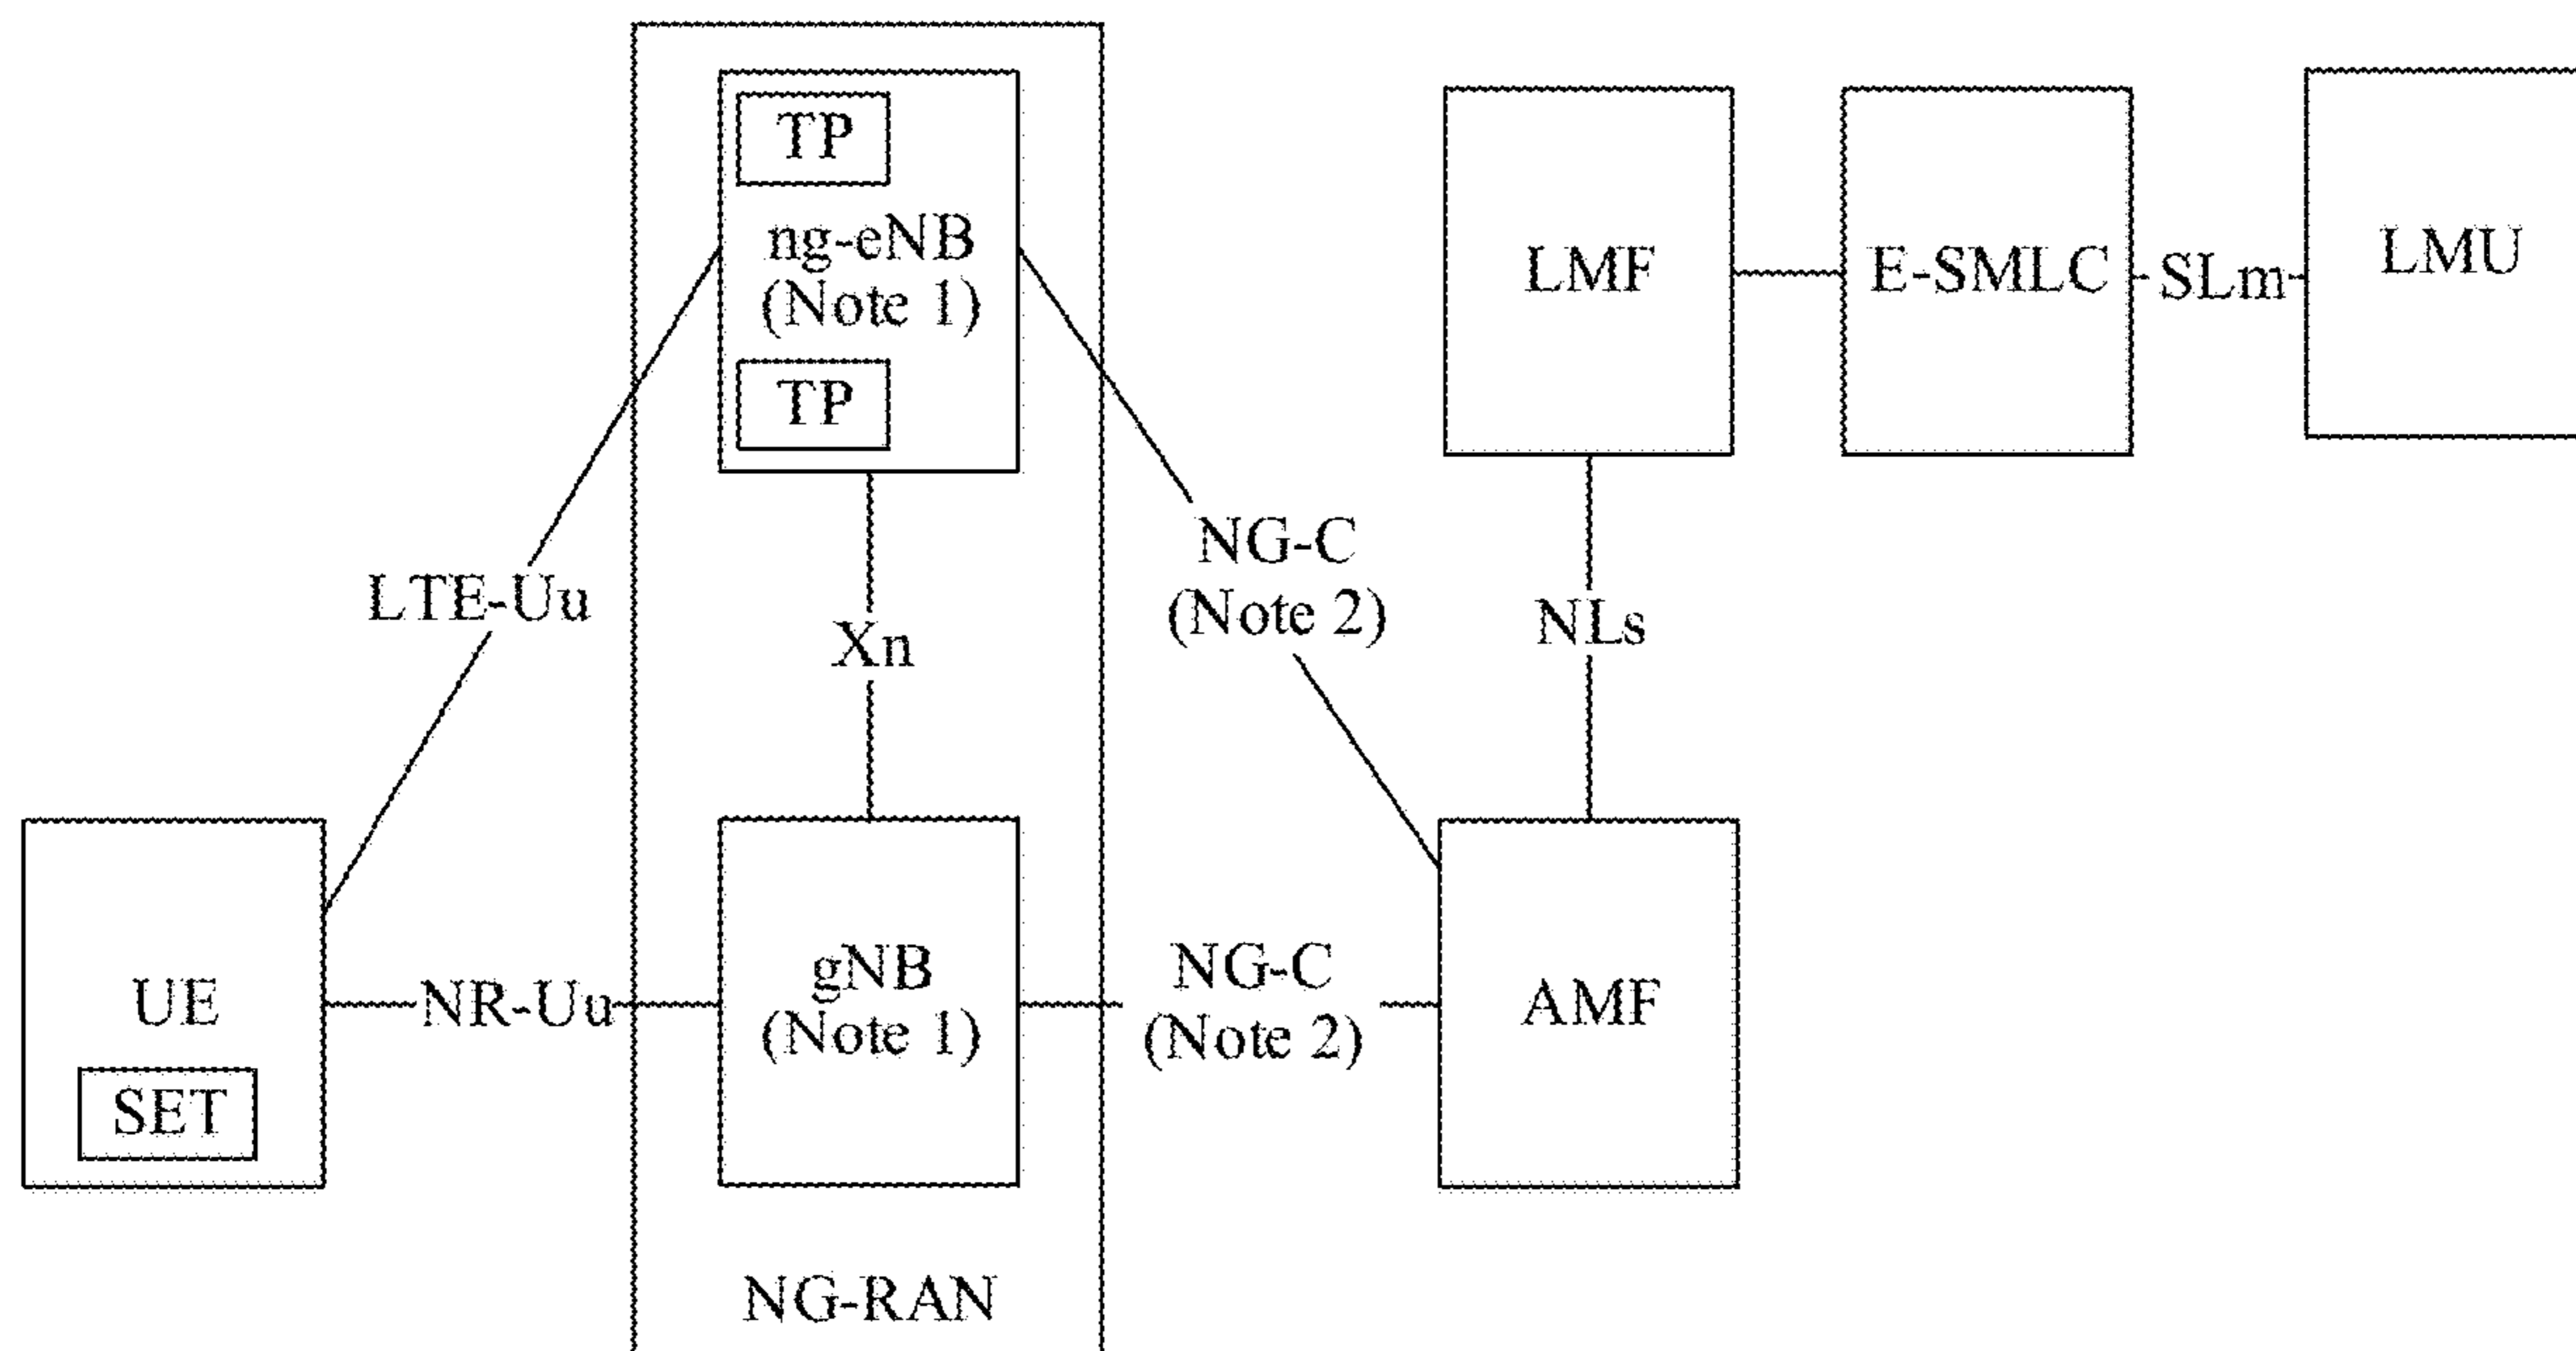 TP
ng-eNB
(Note 1)
TP
LMF
E-SMLC
SLm
LMU
LTE-Uu
Xn
NG-C
(Note 2)
NLs
UE
SET
NR-Uu
gNB
(Note 1)
NG-C
(Note 2)
AMF
NG-RAN